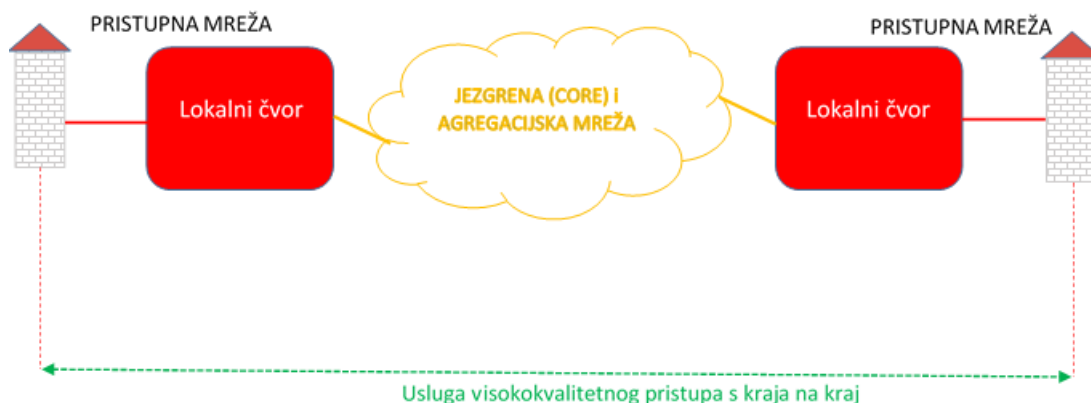 PRISTUPNA MREŽA
PRISTUPNA MREŽA
Lokalni čvor
JEZGRENA (CORE) i
AGREGACIJSKA MREŽA
Lokalni čvor
Usluga visokokvalitetnog pristupa s kraja na kraj